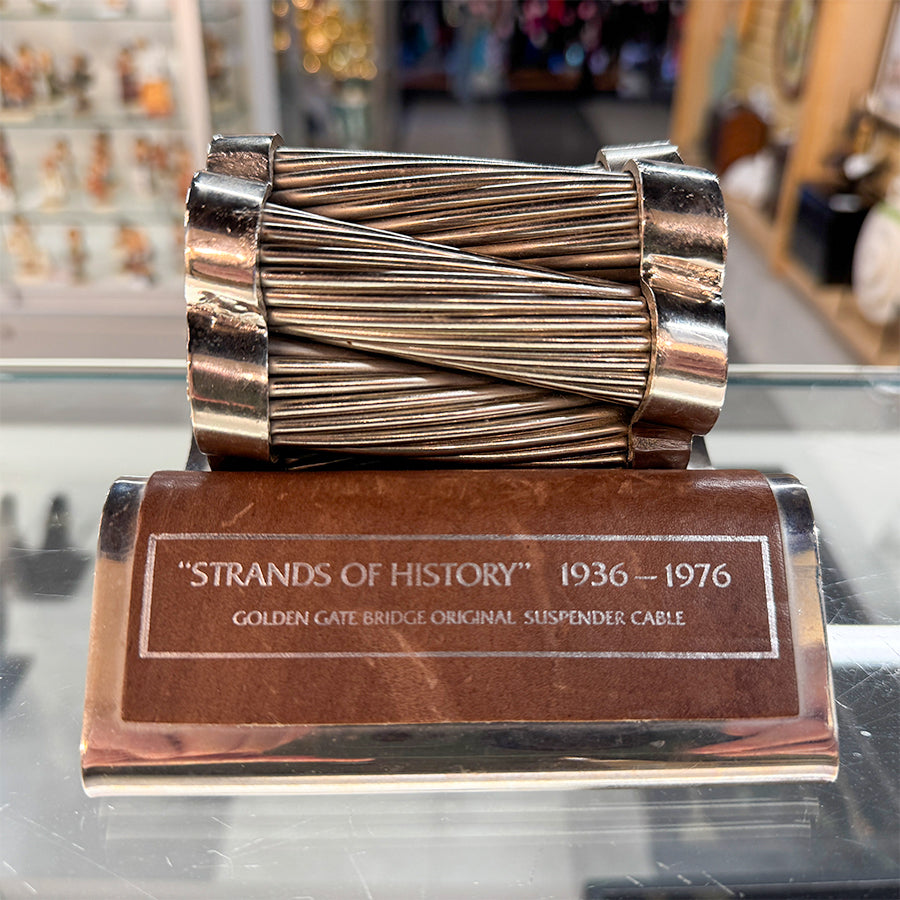 “STRANDS OF HISTORY” 1936 – 1976
GOLDEN GATE BRIDGE ORIGINAL SUSPENDER CABLE